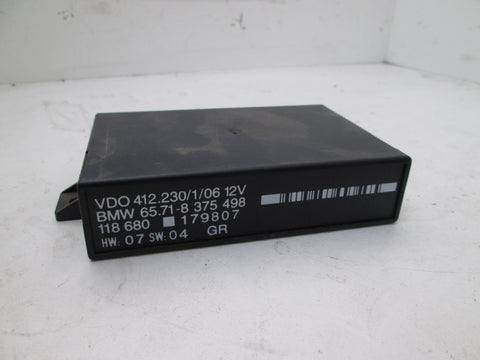 VDO 412.230/1/06 12V
BMW 65.71-8 375 498
118 680 179807
HW: 07 SW: 04 GR